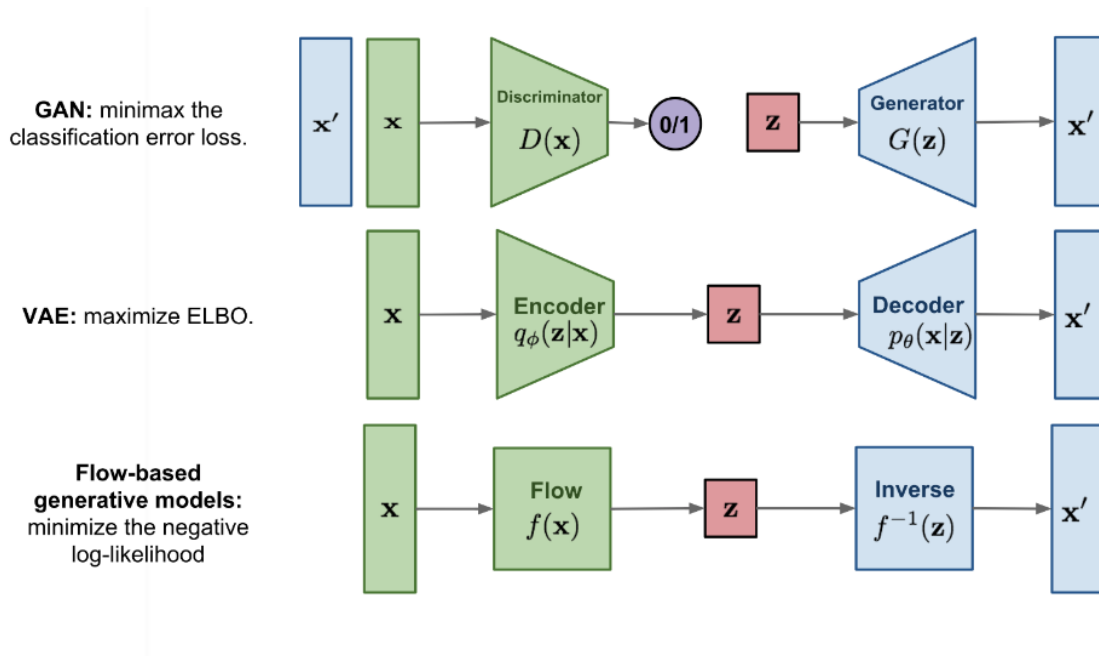 GAN: minimax the
classification error loss.
x′
x
Discriminator
D(x)
0/1
z
Generator
G(z)
x′
VAE: maximize ELBO.
x
Encoder
qϕ(z|x)
z
Decoder
pθ(x|z)
x′
Flow-based
generative models:
minimize the negative
log-likelihood
x
Flow
f(x)
z
Inverse
f⁻¹(z)
x′